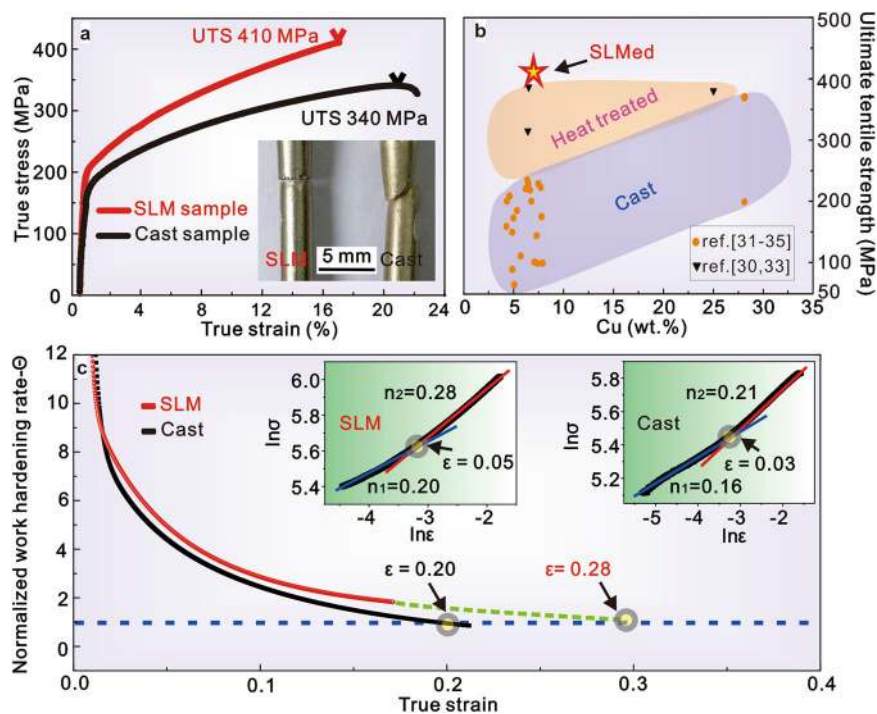 a
UTS 410 MPa
UTS 340 MPa
SLM sample
Cast sample
SLM
5 mm
Cast
True stress (MPa)
400
300
200
100
0
0 4 8 12 16 20 24
True strain (%)
b
SLMed
Heat treated
Cast
ref.[31-35]
ref.[30,33]
500
400
300
200
100
50
Ultimate tentile strength (MPa)
0 5 10 15 20 25 30 35
Cu (wt.%)
c
SLM
Cast
Normalized work hardening rate-Θ
12
10
8
6
4
2
0
0.0 0.1 0.2 0.3 0.4
True strain
ε = 0.20
ε= 0.28
lnσ
6.0
5.8
5.6
5.4
n2=0.28
SLM
ε = 0.05
n1=0.20
-4 -3 -2
lnε
lnσ
5.8
5.6
5.4
5.2
n2=0.21
Cast
ε = 0.03
n1=0.16
-5 -4 -3 -2
lnε